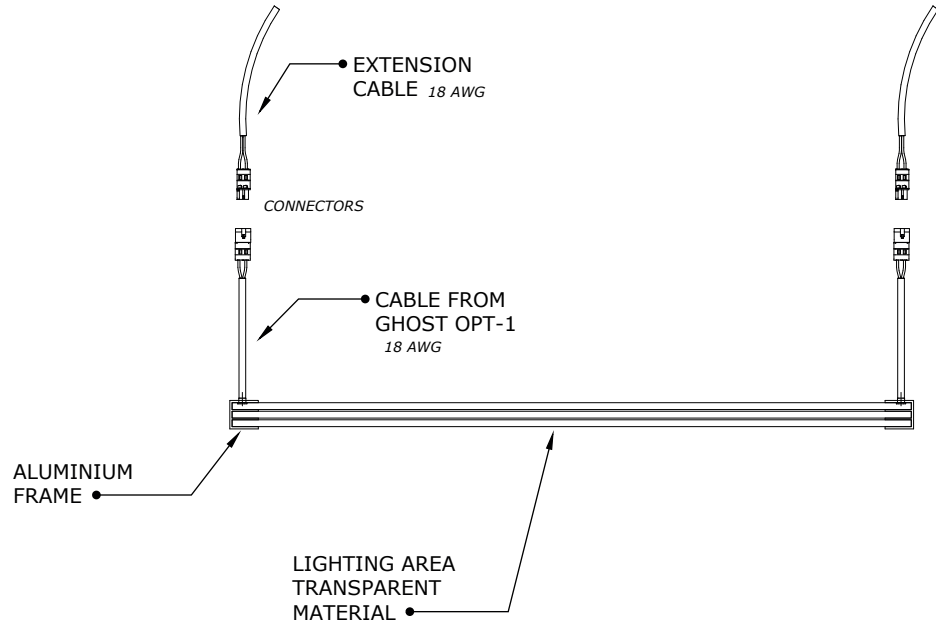 EXTENSION
CABLE 18 AWG
CONNECTORS
CABLE FROM
GHOST OPT-1
18 AWG
ALUMINIUM
FRAME
LIGHTING AREA
TRANSPARENT
MATERIAL